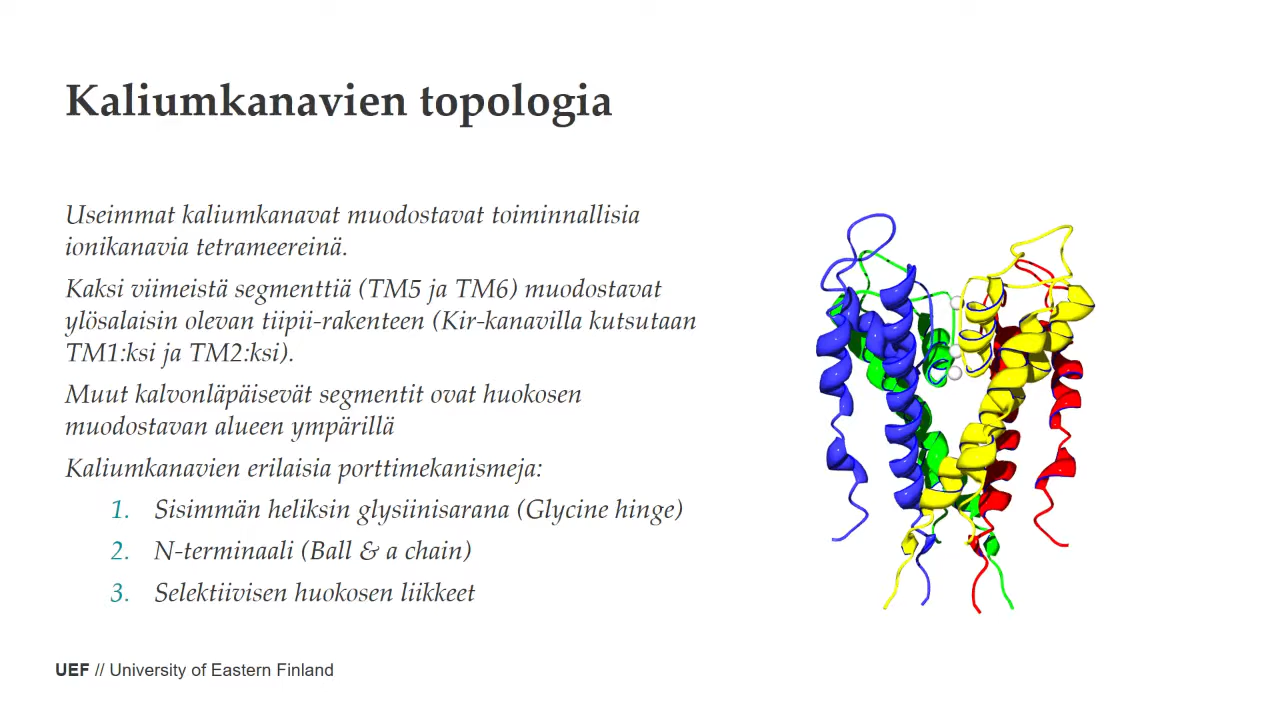 Kaliumkanavien topologia
Useimmat kaliumkanavat muodostavat toiminnallisia
ionikanavia tetrameereinä.
Kaksi viimeistä segmenttiä (TM5 ja TM6) muodostavat
ylösalaisin olevan tiipii-rakenteen (Kir-kanavilla kutsutaan
TM1:ksi ja TM2:ksi).
Muut kalvonläpäisevät segmentit ovat huokosen
muodostavan alueen ympärillä
Kaliumkanavien erilaisia porttimekanismeja:
1. Sisimmän heliksin glysiinisarana (Glycine hinge)
2. N-terminaali (Ball & a chain)
3. Selektiivisen huokosen liikkeet
UEF // University of Eastern Finland